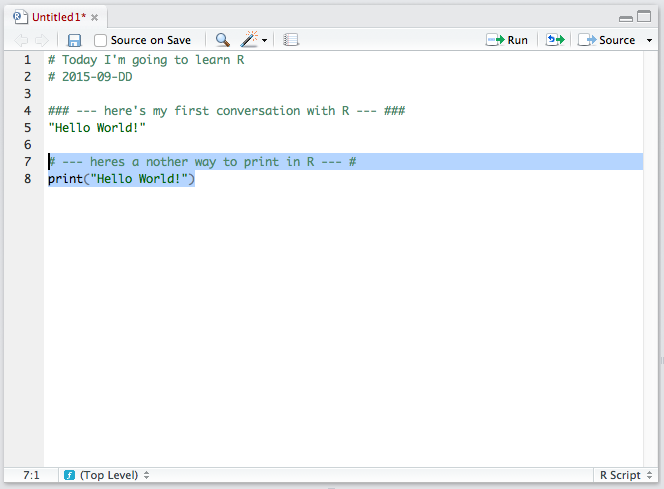 Untitled1*
Source on Save
Run
Source
1 # Today I'm going to learn R
2 # 2015-09-DD
3
4 ### --- here's my first conversation with R --- ###
5 "Hello World!"
6
7 # --- heres a nother way to print in R --- #
8 print("Hello World!")
7:1
(Top Level)
R Script